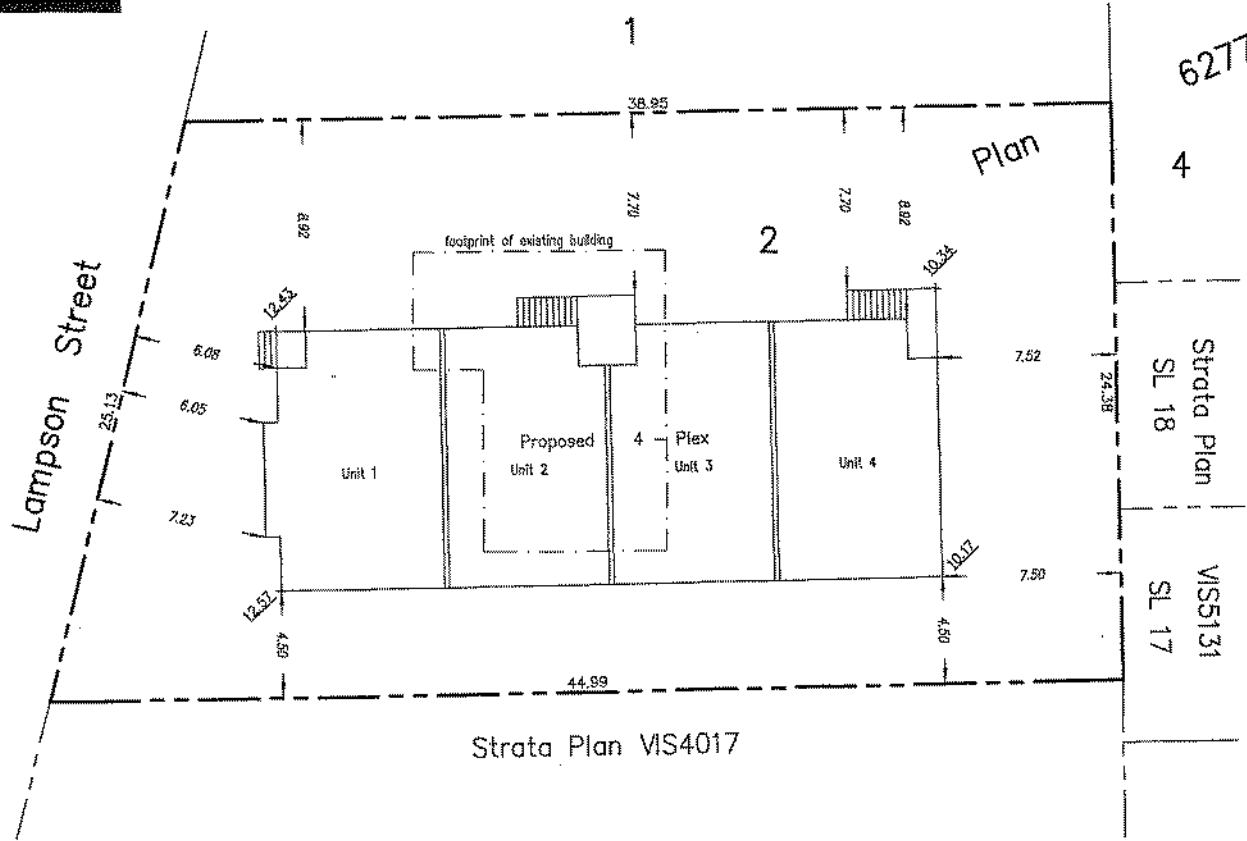 1
6277
38.95
Plan
4
8.92
7.70
7.70
8.92
footprint of existing building
2
10.34
12.43
Lampson Street
6.08
7.52
25.13
6.05
24.38
Strata Plan
SL 18
Proposed 4 - Plex
Unit 1
Unit 2
Unit 3
Unit 4
7.23
10.17
7.50
12.57
VIS5131
SL 17
4.50
4.50
44.99
Strata Plan VIS4017